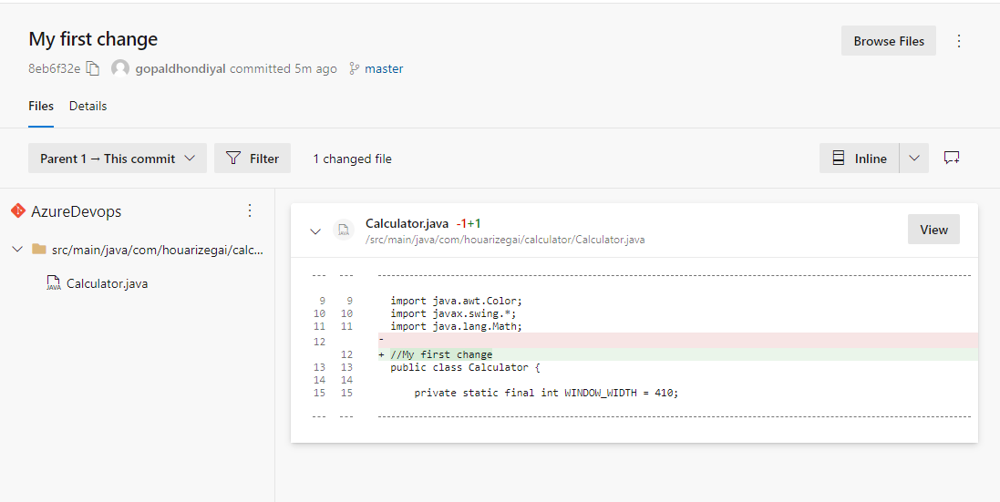 My first change
Browse Files
8eb6f32e gopaldhondiyal committed 5m ago master
Files Details
Parent 1 → This commit Filter 1 changed file Inline
AzureDevops
src/main/java/com/houarizegai/calc...
Calculator.java
Calculator.java -1+1
/src/main/java/com/houarizegai/calculator/Calculator.java
View
--- ---
9 9 import java.awt.Color;
10 10 import javax.swing.*;
11 11 import java.lang.Math;
12 -
12 + //My first change
13 13 public class Calculator {
14 14
15 15 private static final int WINDOW_WIDTH = 410;
--- ---